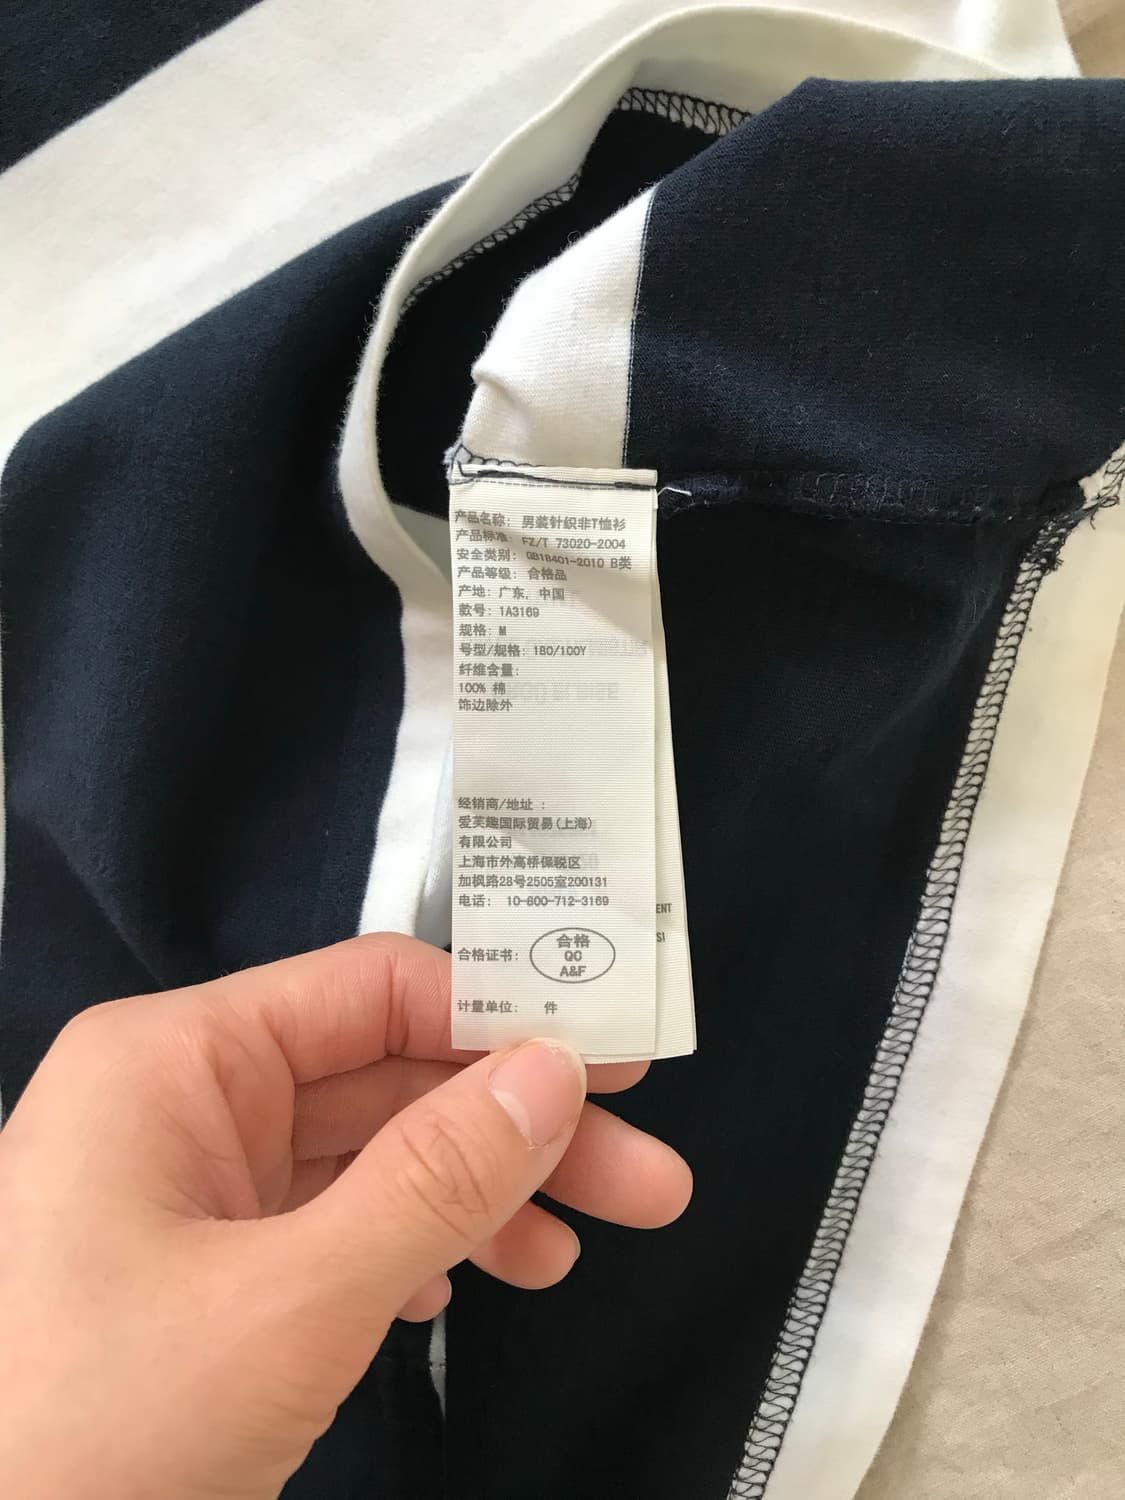 产品名称: 男装针织非T恤衫
产品标准: FZ/T 73020-2004
安全类别: GB18401-2010 B类
产品等级: 合格品
产地: 广东, 中国
款号: 1A3169
规格: M
号型/规格: 180/100Y
纤维含量:
100% 棉
饰边除外
经销商/地址 :
爱芙趣国际贸易(上海)
有限公司
上海市外高桥保税区
加枫路28号2505室200131
电话: 10-800-712-3169
合格证书:
合格
QC
A&F
计量单位: 件
ENT
SI